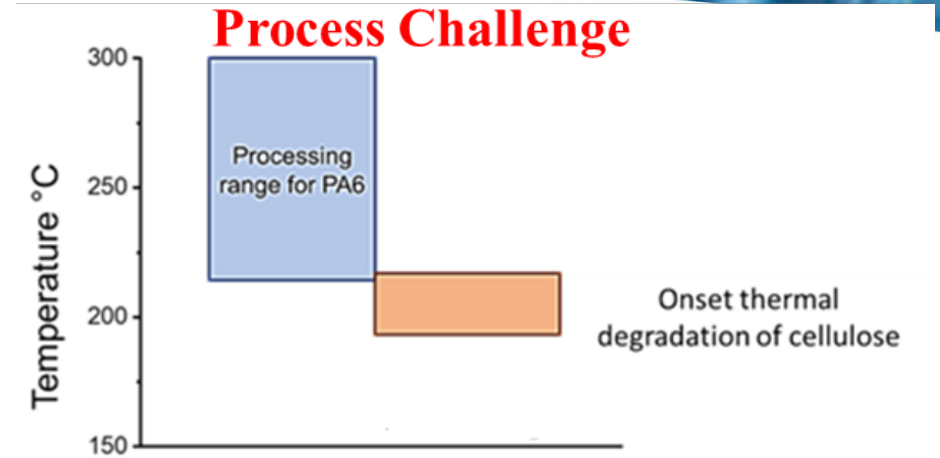 Process Challenge
300
Processing
range for PA6
250
Temperature °C
200
Onset thermal
degradation of cellulose
150